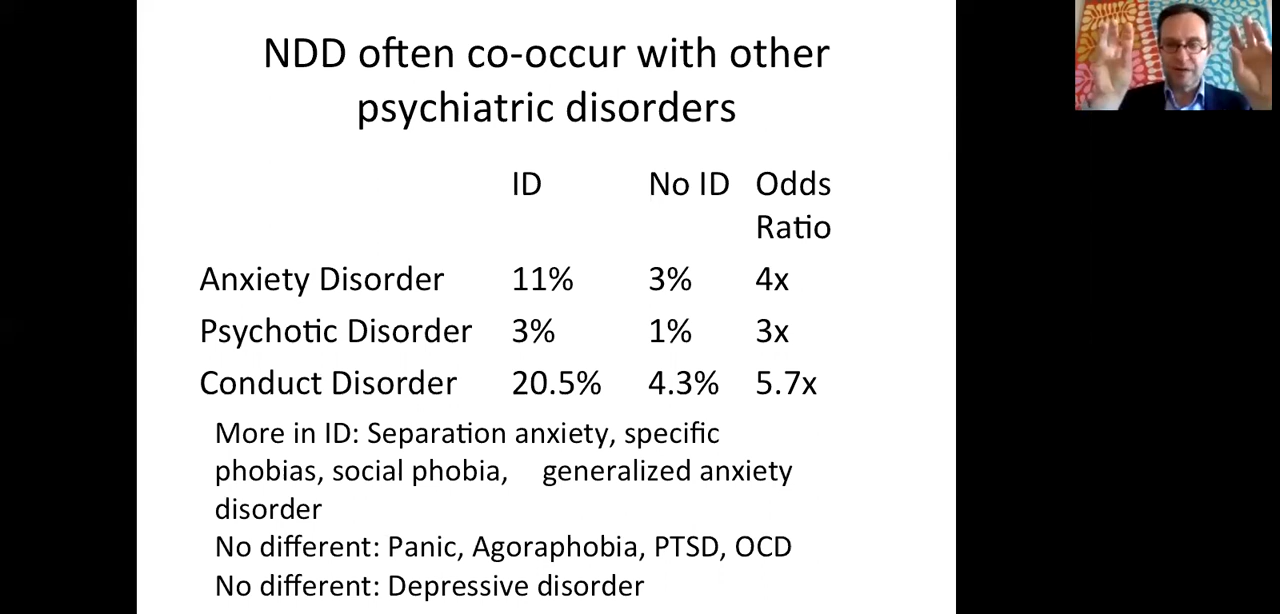 NDD often co-occur with other
psychiatric disorders
ID No ID Odds
Ratio
Anxiety Disorder 11% 3% 4x
Psychotic Disorder 3% 1% 3x
Conduct Disorder 20.5% 4.3% 5.7x
More in ID: Separation anxiety, specific
phobias, social phobia, generalized anxiety
disorder
No different: Panic, Agoraphobia, PTSD, OCD
No different: Depressive disorder